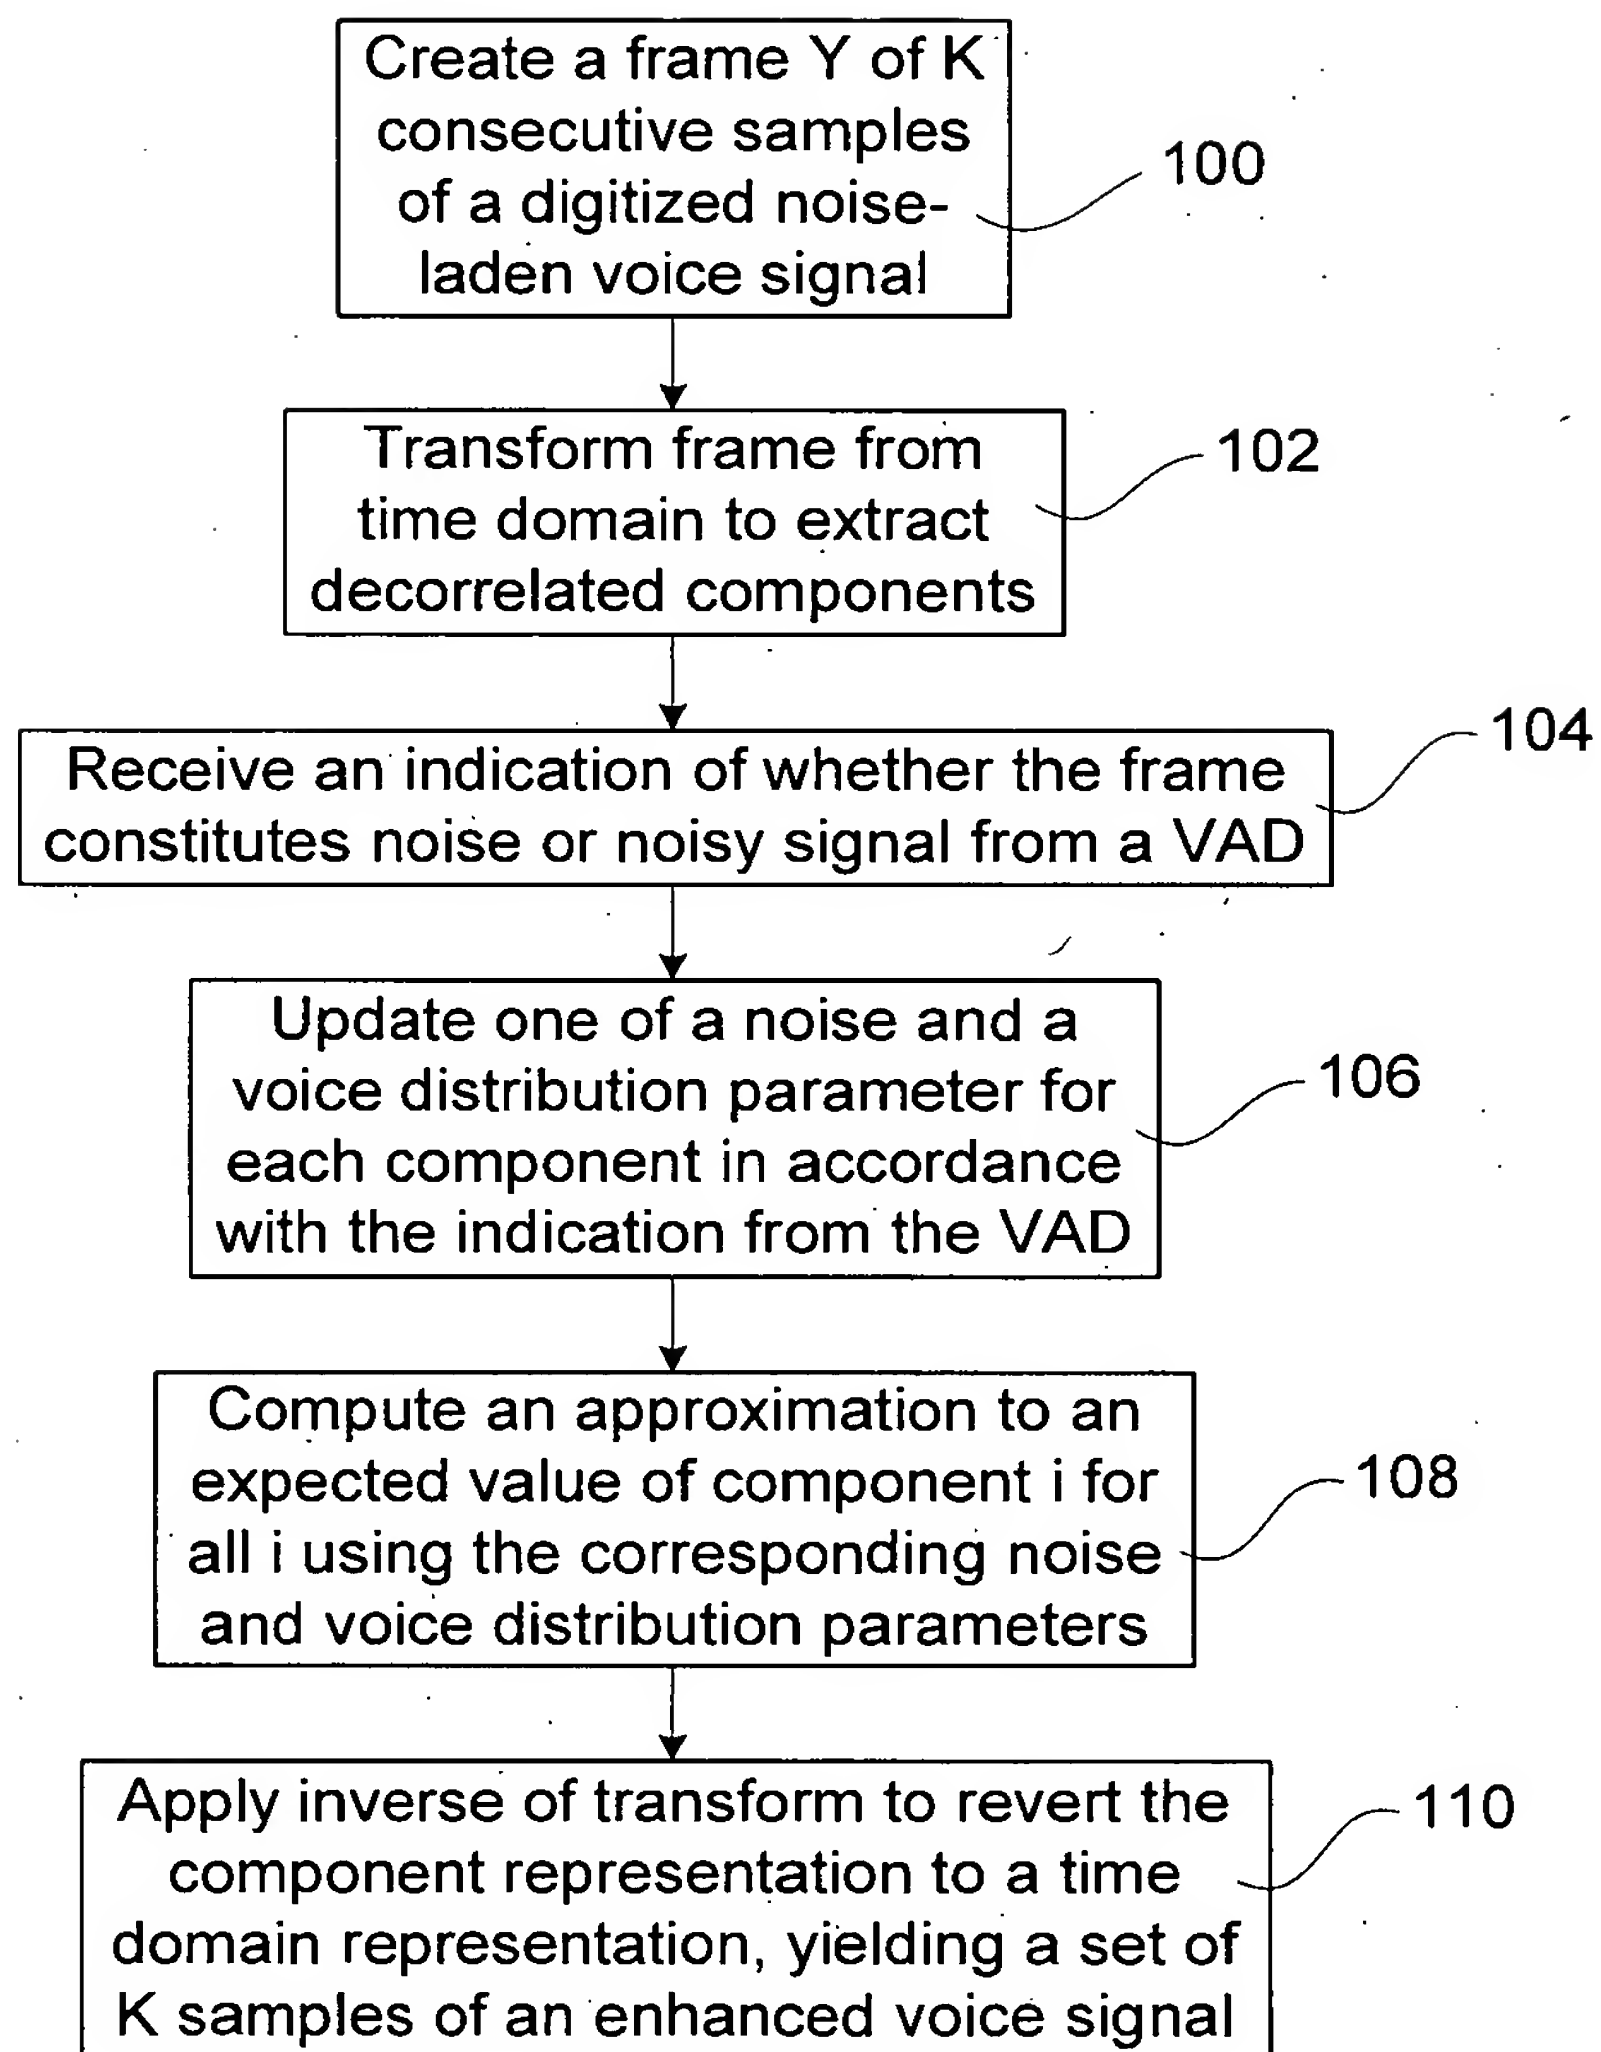 Create a frame Y of K
consecutive samples
of a digitized noise-
laden voice signal
100
Transform frame from
time domain to extract
decorrelated components
102
Receive an indication of whether the frame
constitutes noise or noisy signal from a VAD
104
Update one of a noise and a
voice distribution parameter for
each component in accordance
with the indication from the VAD
106
Compute an approximation to an
expected value of component i for
all i using the corresponding noise
and voice distribution parameters
108
Apply inverse of transform to revert the
component representation to a time
domain representation, yielding a set of
K samples of an enhanced voice signal
110